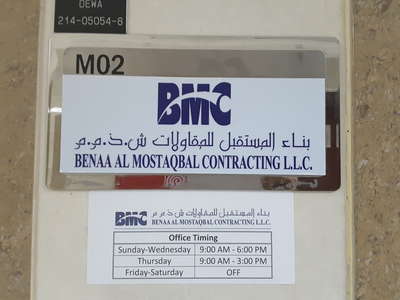 DEWA
214-05054-8
M02
BMC
بناء المستقبل للمقاولات ش.ذ.م.م
BENAA AL MOSTAQBAL CONTRACTING L.L.C.
BMC
بناء المستقبل للمقاولات ش.ذ.م.م
BENAA AL MOSTAQBAL CONTRACTING L.L.C.
Office Timing
Sunday-Wednesday 9:00 AM - 6:00 PM
Thursday 9:00 AM - 3:00 PM
Friday-Saturday OFF